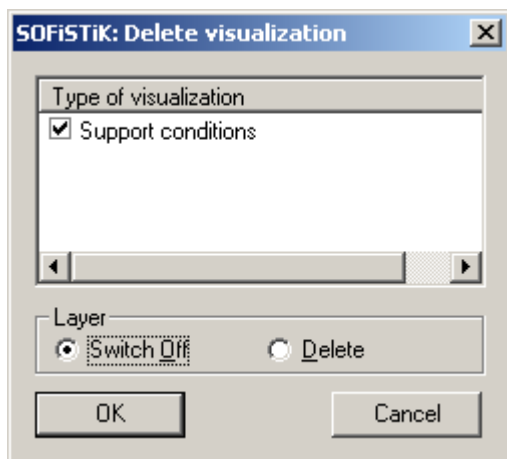 SOFiSTiK: Delete visualization
Type of visualization
Support conditions
Layer
Switch Off Delete
OK Cancel